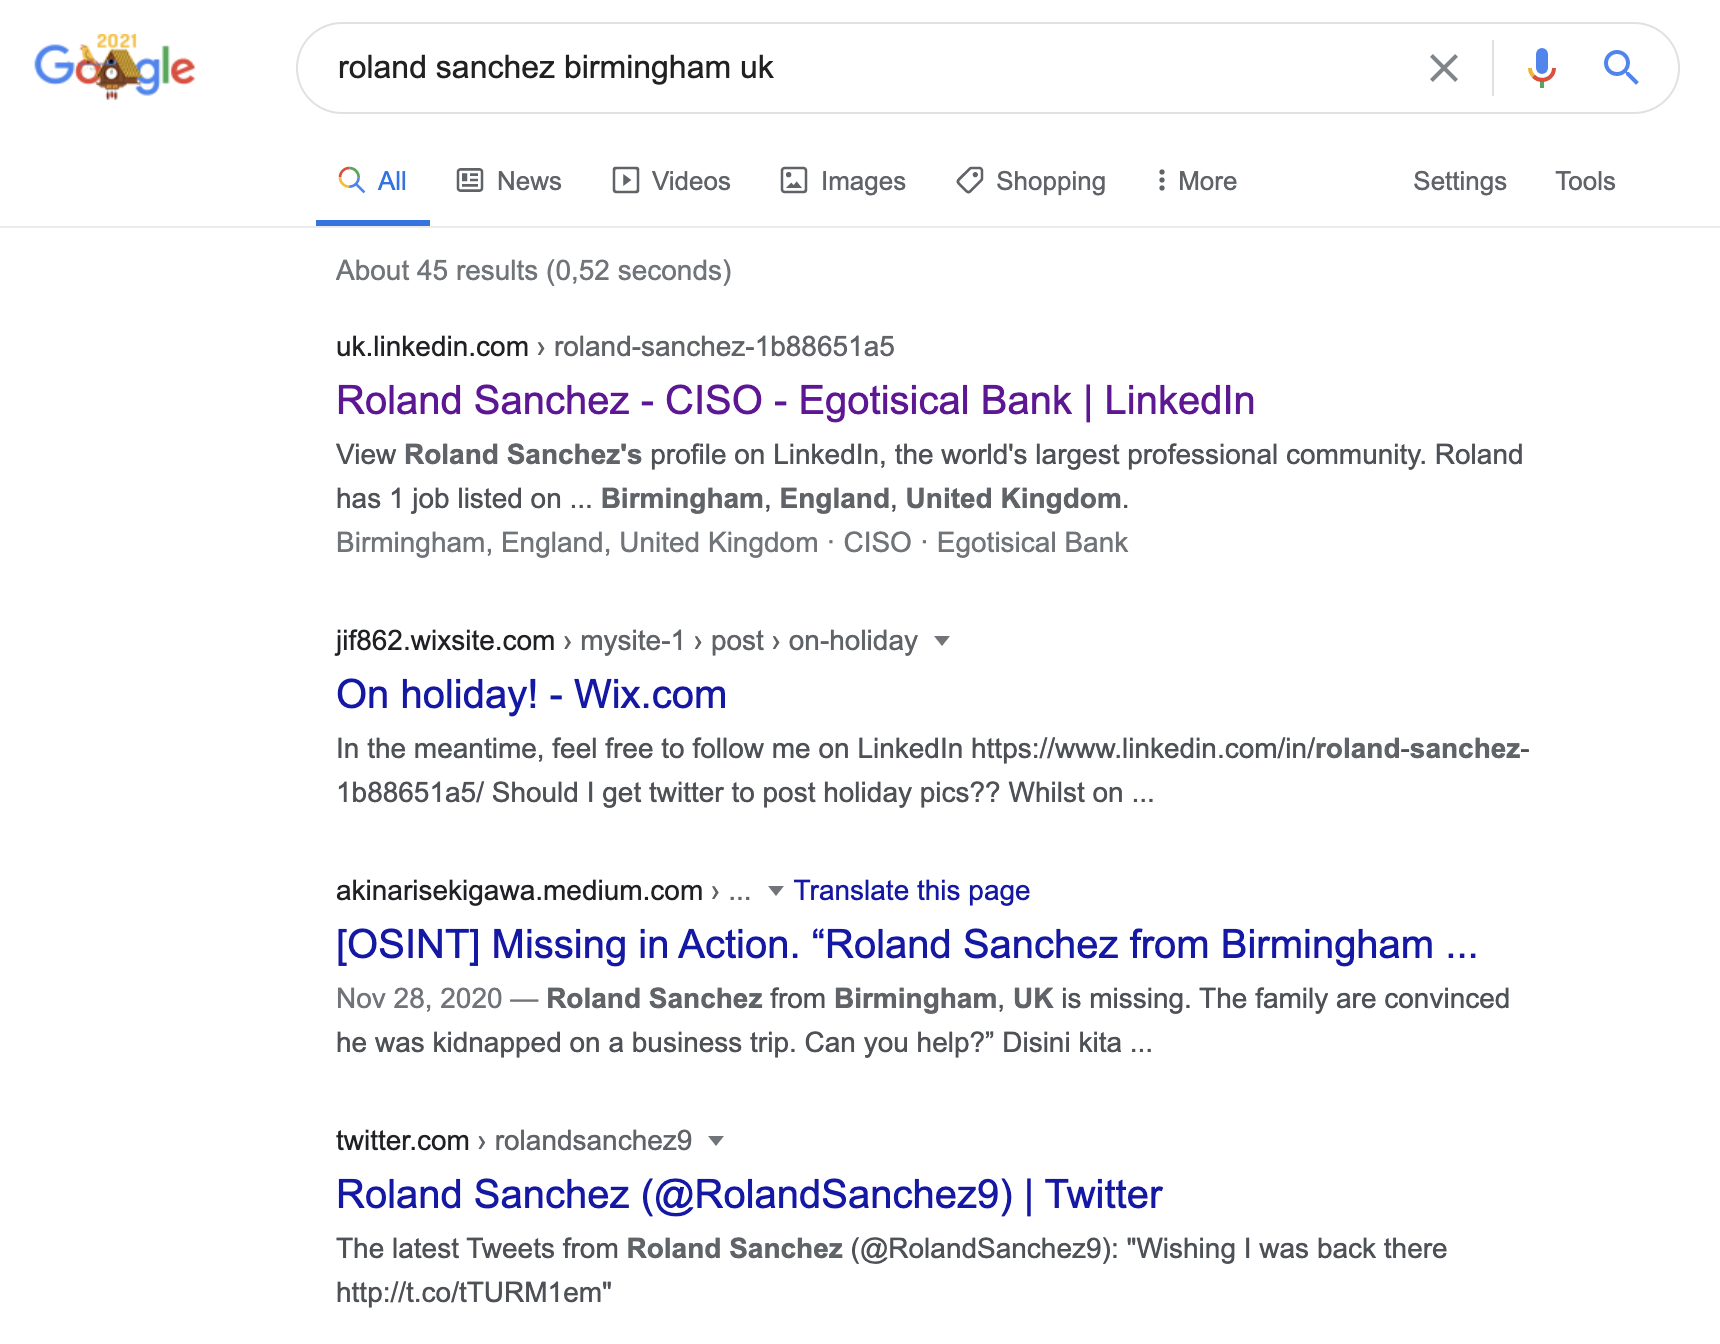 2021
Google
roland sanchez birmingham uk
All News Videos Images Shopping More Settings Tools
About 45 results (0,52 seconds)
uk.linkedin.com › roland-sanchez-1b88651a5
Roland Sanchez - CISO - Egotisical Bank | LinkedIn
View Roland Sanchez's profile on LinkedIn, the world's largest professional community. Roland
has 1 job listed on ... Birmingham, England, United Kingdom.
Birmingham, England, United Kingdom · CISO · Egotisical Bank
jif862.wixsite.com › mysite-1 › post › on-holiday
On holiday! - Wix.com
In the meantime, feel free to follow me on LinkedIn https://www.linkedin.com/in/roland-sanchez-
1b88651a5/ Should I get twitter to post holiday pics?? Whilst on ...
akinarisekigawa.medium.com › ... Translate this page
[OSINT] Missing in Action. “Roland Sanchez from Birmingham ...
Nov 28, 2020 — Roland Sanchez from Birmingham, UK is missing. The family are convinced
he was kidnapped on a business trip. Can you help?” Disini kita ...
twitter.com › rolandsanchez9
Roland Sanchez (@RolandSanchez9) | Twitter
The latest Tweets from Roland Sanchez (@RolandSanchez9): "Wishing I was back there
http://t.co/tTURM1em"